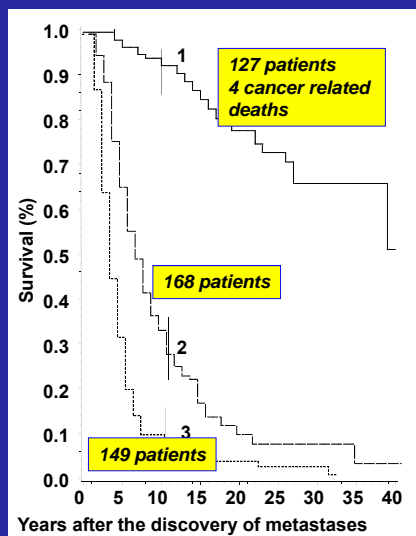 1.0
0.9
0.8
0.7
0.6
0.5
0.4
0.3
0.2
0.1
0.0
Survival (%)
1
127 patients
4 cancer related
deaths
168 patients
2
3
149 patients
0 5 10 15 20 25 30 35 40
Years after the discovery of metastases